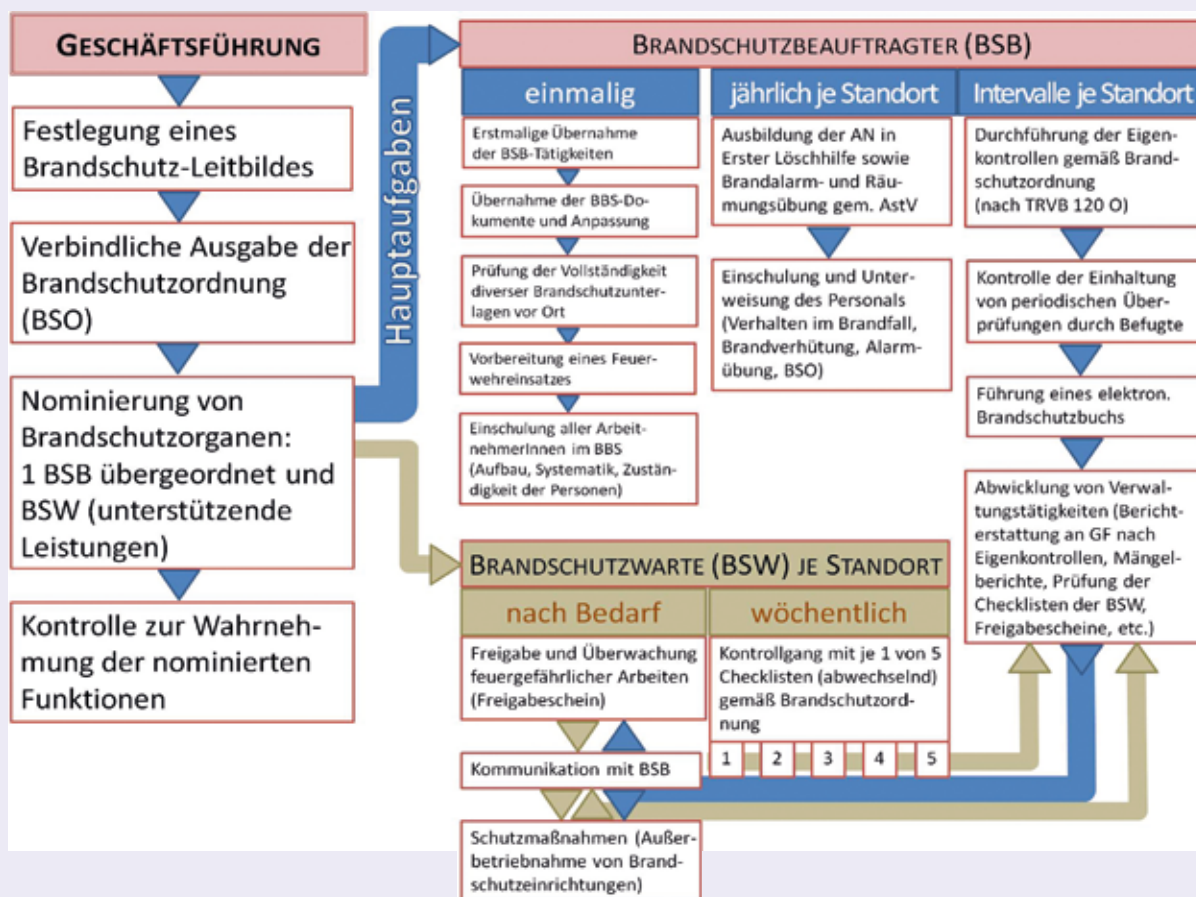 GESCHÄFTSFÜHRUNG
Festlegung eines
Brandschutz-Leitbildes
Verbindliche Ausgabe der
Brandschutzordnung
(BSO)
Nominierung von
Brandschutzorganen:
1 BSB übergeordnet und
BSW (unterstützende
Leistungen)
Kontrolle zur Wahrneh-
mung der nominierten
Funktionen
Hauptaufgaben
BRANDSCHUTZBEAUFTRAGTER (BSB)
einmalig
Erstmalige Übernahme
der BSB-Tätigkeiten
Übernahme der BBS-Do-
kumente und Anpassung
Prüfung der Vollständigkeit
diverser Brandschutzunter-
lagen vor Ort
Vorbereitung eines Feuer-
wehreinsatzes
Einschulung aller Arbeit-
nehmerInnen im BBS
(Aufbau, Systematik, Zustän-
digkeit der Personen)
jährlich je Standort
Ausbildung der AN in
Erster Löschhilfe sowie
Brandalarm- und Räu-
mungsübung gem. AstV
Einschulung und Unter-
weisung des Personals
(Verhalten im Brandfall,
Brandverhütung, Alarm-
übung, BSO)
Intervalle je Standort
Durchführung der Eigen-
kontrollen gemäß Brand-
schutzordnung
(nach TRVB 120 O)
Kontrolle der Einhaltung
von periodischen Über-
prüfungen durch Befugte
Führung eines elektron.
Brandschutzbuchs
Abwicklung von Verwal-
tungstätigkeiten (Bericht-
erstattung an GF nach
Eigenkontrollen, Mängel-
berichte, Prüfung der
Checklisten der BSW,
Freigabescheine, etc.)
BRANDSCHUTZWARTE (BSW) JE STANDORT
nach Bedarf
Freigabe und Überwachung
feuergefährlicher Arbeiten
(Freigabeschein)
Kommunikation mit BSB
Schutzmaßnahmen (Außer-
betriebnahme von Brand-
schutzeinrichtungen)
wöchentlich
Kontrollgang mit je 1 von 5
Checklisten (abwechselnd)
gemäß Brandschutzord-
nung
1 2 3 4 5